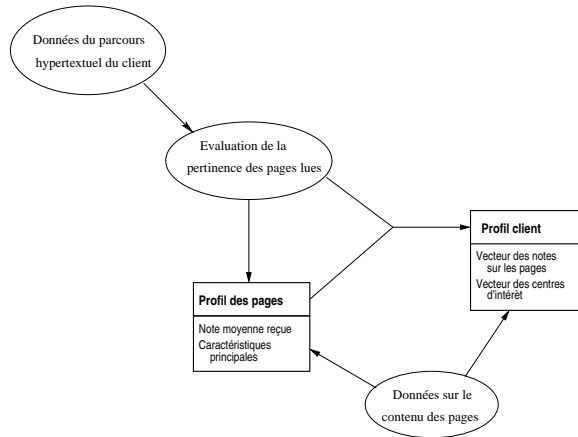 Données du parcours
hypertextuel du client
Evaluation de la
pertinence des pages lues
Profil client
Vecteur des notes
sur les pages
Vecteur des centres
d'intérèt
Profil des pages
Note moyenne reçue
Caractéristiques
principales
Données sur le
contenu des pages